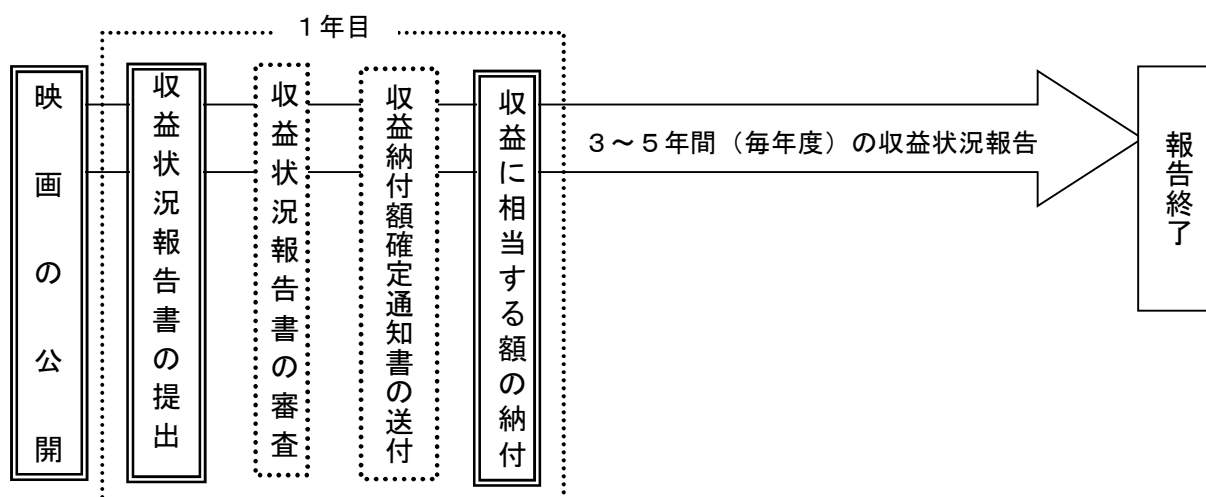 1年目
映画の公開
収益状況報告書の提出
収益状況報告書の審査
収益納付額確定通知書の送付
収益に相当する額の納付
3~5年間(毎年度)の収益状況報告
報告終了